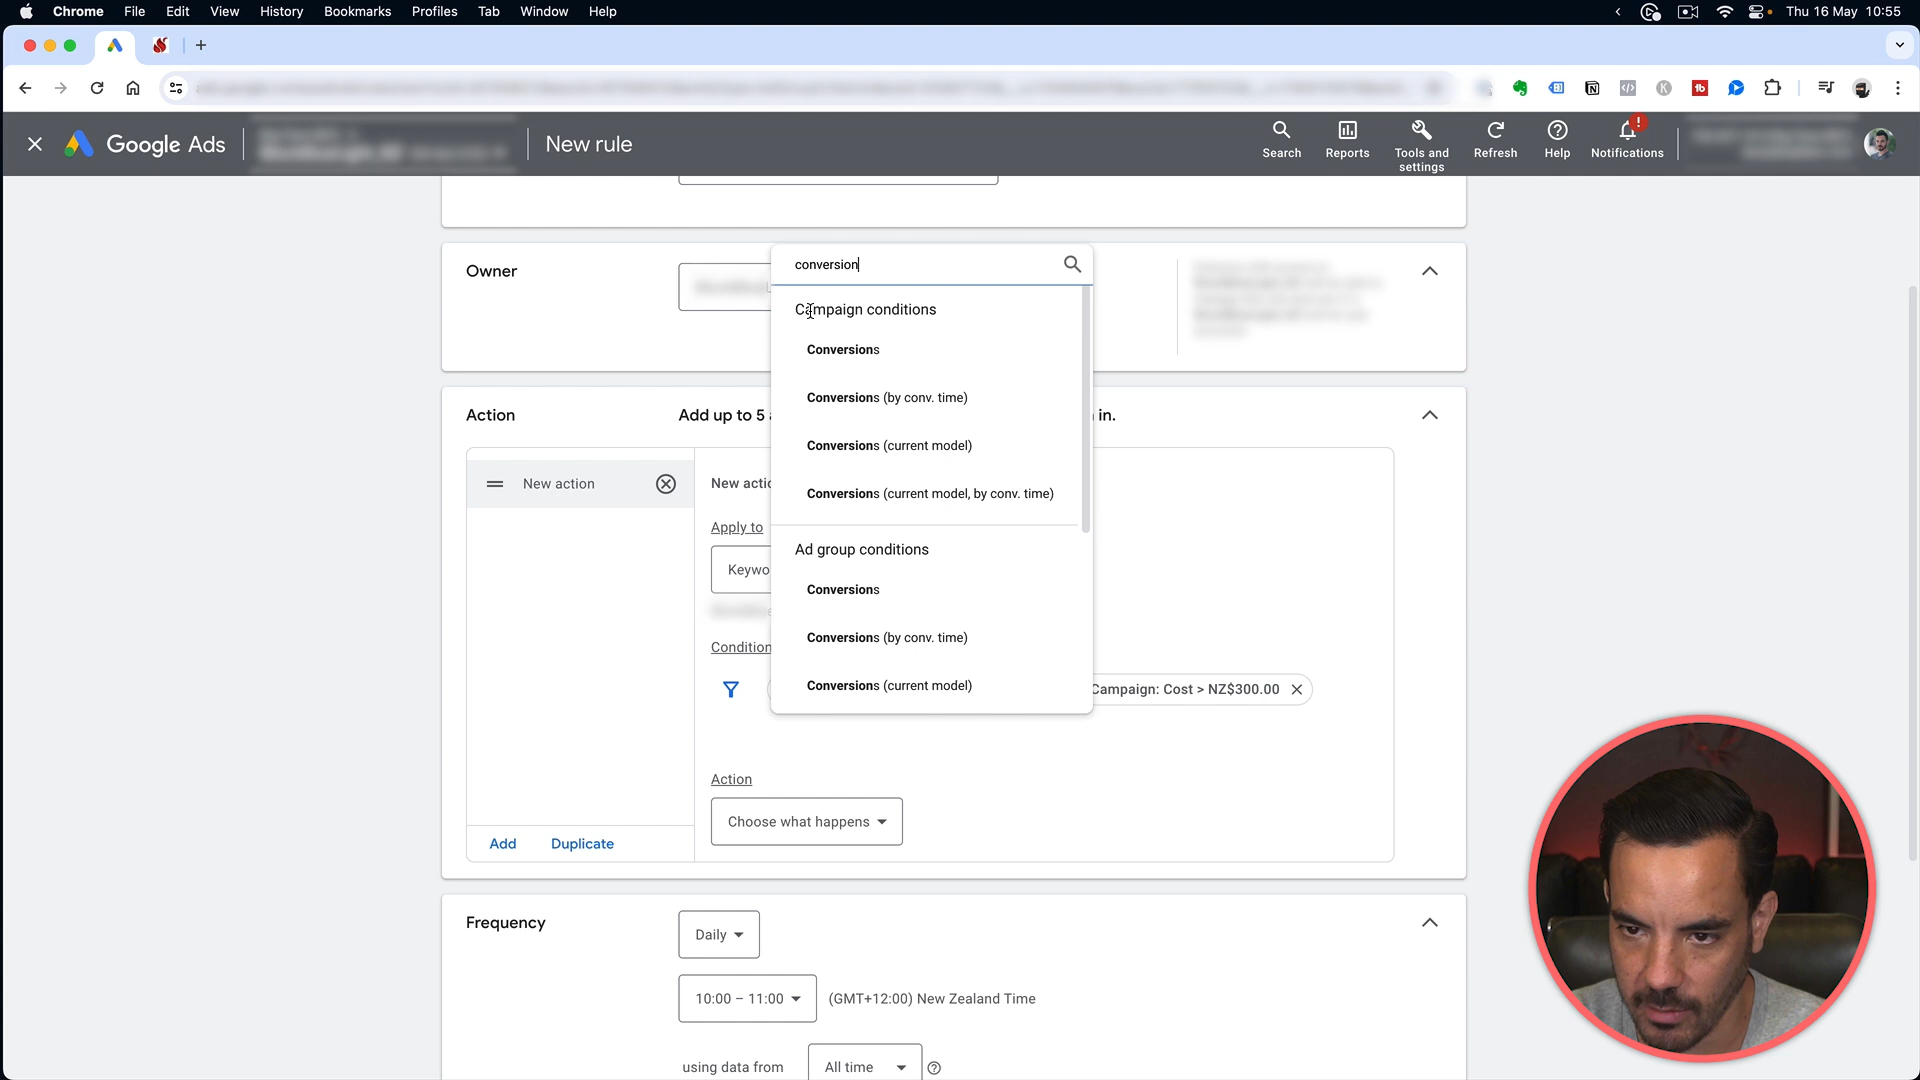 Chrome File Edit View History Bookmarks Profiles Tab Window Help
Thu 16 May 10:55
Google Ads
New rule
Search
Reports
Tools and
settings
Refresh
Help
!
Notifications
Owner
conversion
Campaign conditions
Conversions
Conversions (by conv. time)
Conversions (current model)
Conversions (current model, by conv. time)
Ad group conditions
Conversions
Conversions (by conv. time)
Conversions (current model)
Action
Add up to 5
in.
New action
New actio
Apply to
Keywo
Condition
Campaign: Cost > NZ$300.00
Action
Choose what happens
Add
Duplicate
Frequency
Daily
10:00 – 11:00
(GMT+12:00) New Zealand Time
using data from
All time